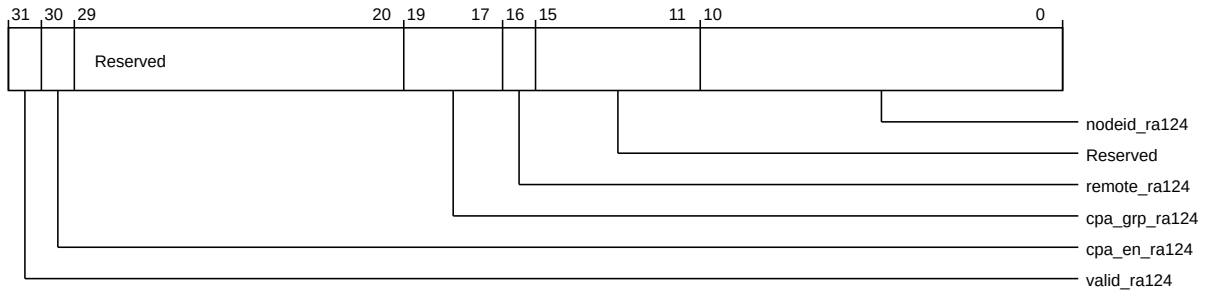 31 30 29 20 19 17 16 15 11 10 0
Reserved
nodeid_ra124
Reserved
remote_ra124
cpa_grp_ra124
cpa_en_ra124
valid_ra124